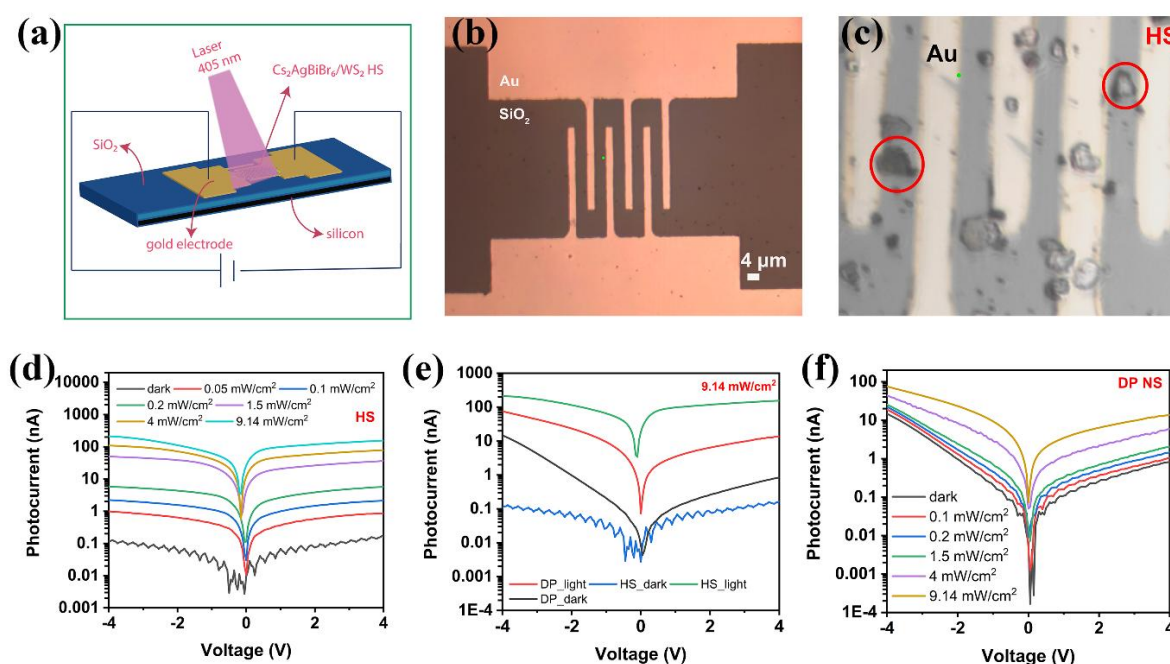 (a)
Laser
405 nm
Cs₂AgBiBr₆/WS₂ HS
SiO₂
gold electrode
silicon
(b)
Au
SiO₂
4 µm
(c)
HS
Au
(d)
Photocurrent (nA)
10000
1000
100
10
1
0.1
0.01
0.001
dark 0.05 mW/cm² 0.1 mW/cm²
0.2 mW/cm² 1.5 mW/cm²
4 mW/cm² 9.14 mW/cm²
HS
-4 -2 0 2 4
Voltage (V)
(e)
Photocurrent (nA)
1000
100
10
1
0.1
0.01
0.001
1E-4
9.14 mW/cm²
DP_light HS_dark HS_light
DP_dark
-4 -2 0 2 4
Voltage (V)
(f)
Photocurrent (nA)
100
10
1
0.1
0.01
0.001
1E-4
DP NS
dark
0.1 mW/cm²
0.2 mW/cm²
1.5 mW/cm²
4 mW/cm²
9.14 mW/cm²
-4 -2 0 2 4
Voltage (V)